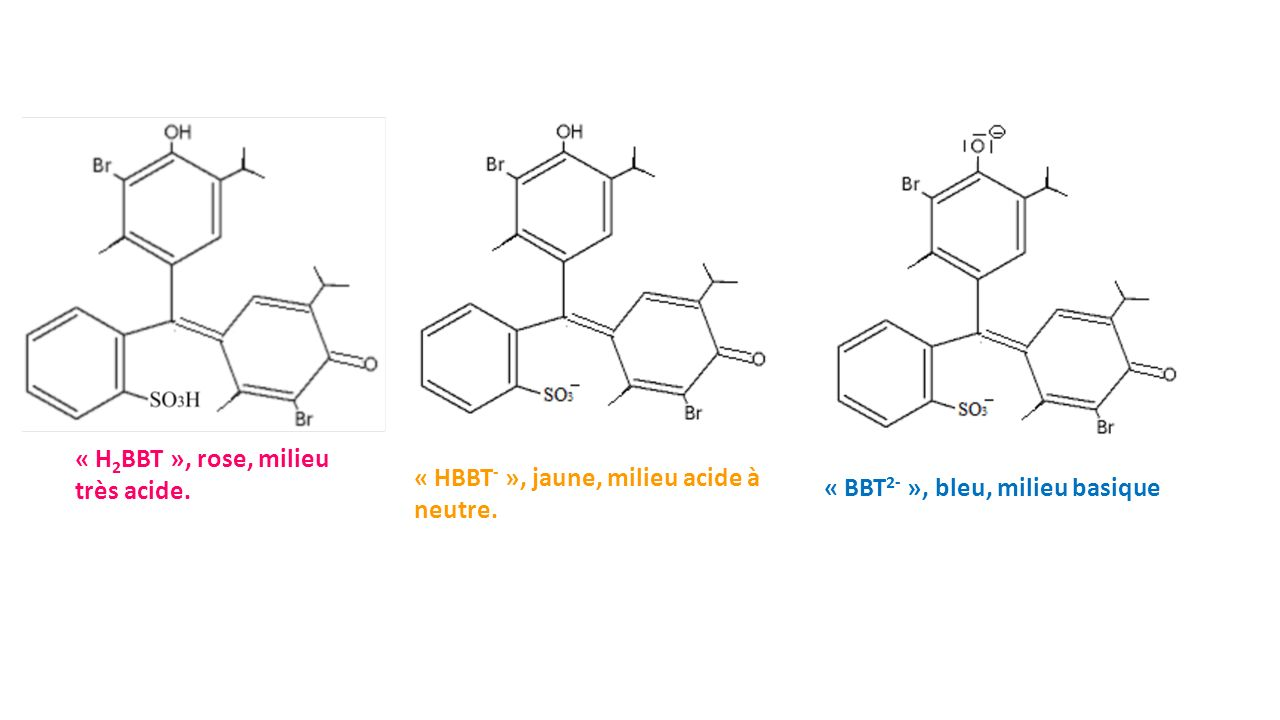 OH
Br
SO₃H
O
Br
« H₂BBT », rose, milieu
très acide.
OH
Br
SO₃⁻
O
Br
« HBBT⁻ », jaune, milieu acide à
neutre.
|O|⊖
Br
SO₃⁻
O
Br
« BBT²⁻ », bleu, milieu basique